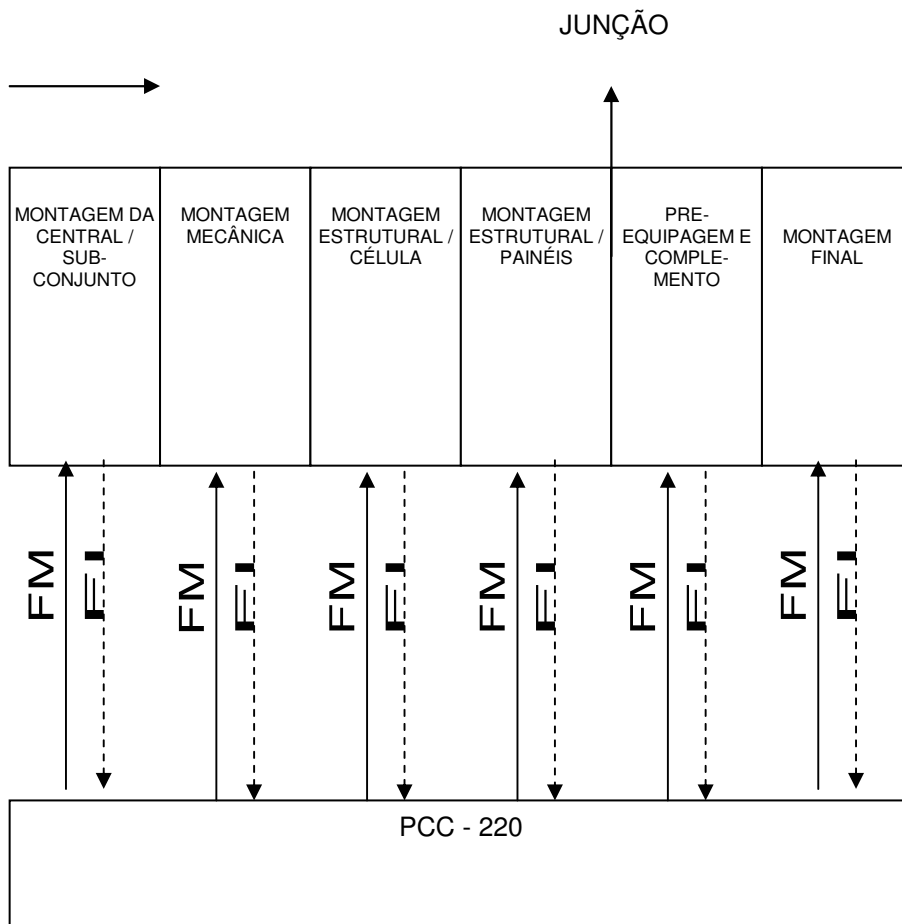 JUNÇÃO
MONTAGEM DA
CENTRAL /
SUB-
CONJUNTO
MONTAGEM
MECÂNICA
MONTAGEM
ESTRUTURAL /
CÉLULA
MONTAGEM
ESTRUTURAL /
PAINÉIS
PRE-
EQUIPAGEM E
COMPLE-
MENTO
MONTAGEM
FINAL
FM
FI
FM
FI
FM
FI
FM
FI
FM
FI
FM
FI
PCC - 220